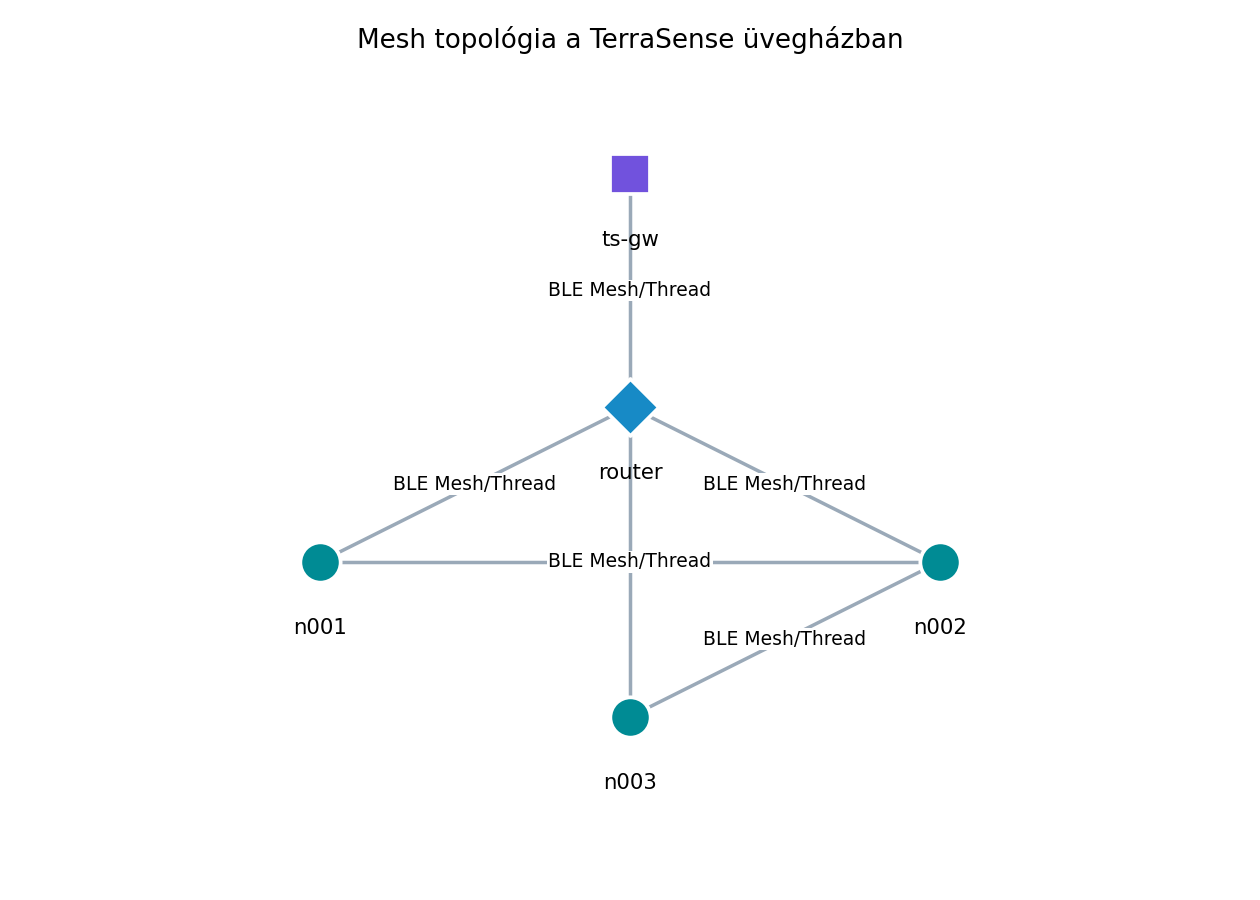 Mesh topológia a TerraSense üvegházban
ts-gw
BLE Mesh/Thread
router
BLE Mesh/Thread
BLE Mesh/Thread
BLE Mesh/Thread
n001
n002
BLE Mesh/Thread
n003